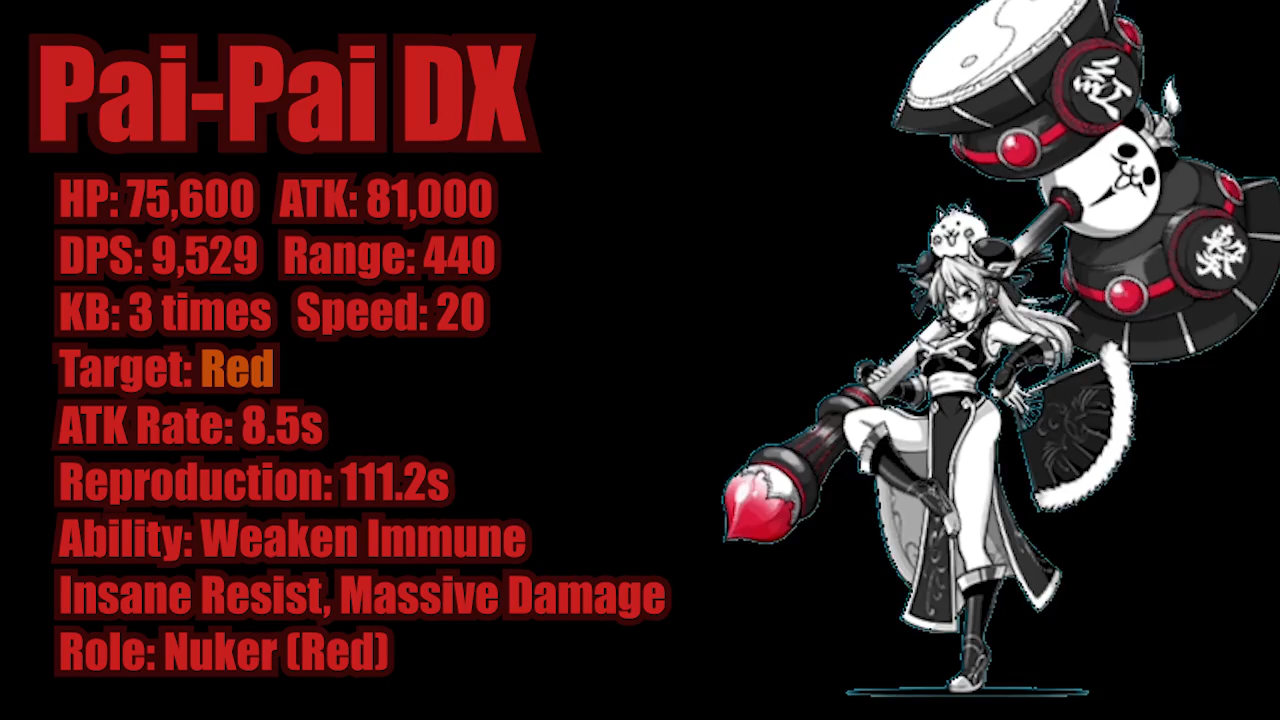 Pai-Pai DX
HP: 75,600 ATK: 81,000
DPS: 9,529 Range: 440
KB: 3 times Speed: 20
Target: Red
ATK Rate: 8.5s
Reproduction: 111.2s
Ability: Weaken Immune
Insane Resist, Massive Damage
Role: Nuker (Red)